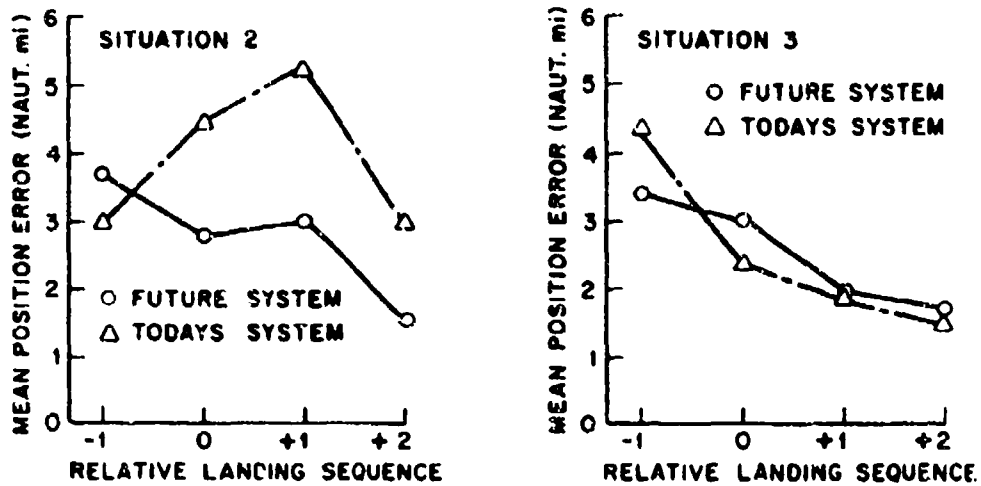 SITUATION 2
MEAN POSITION ERROR (NAUT. mi)
6
5
4
3
2
1
0
○ FUTURE SYSTEM
△ TODAYS SYSTEM
-1 0 +1 +2
RELATIVE LANDING SEQUENCE
SITUATION 3
MEAN POSITION ERROR (NAUT. mi)
6
5
4
3
2
1
0
○ FUTURE SYSTEM
△ TODAYS SYSTEM
-1 0 +1 +2
RELATIVE LANDING SEQUENCE